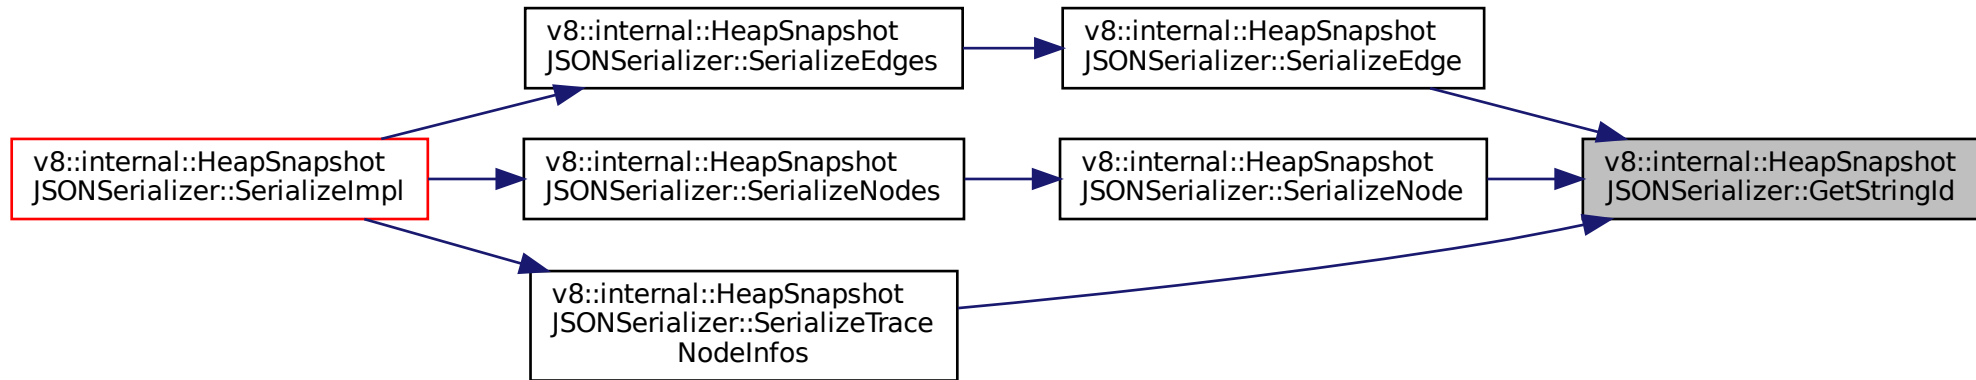 v8::internal::HeapSnapshot
JSONSerializer::SerializeEdges
v8::internal::HeapSnapshot
JSONSerializer::SerializeEdge
v8::internal::HeapSnapshot
JSONSerializer::SerializeImpl
v8::internal::HeapSnapshot
JSONSerializer::SerializeNodes
v8::internal::HeapSnapshot
JSONSerializer::SerializeNode
v8::internal::HeapSnapshot
JSONSerializer::GetStringId
v8::internal::HeapSnapshot
JSONSerializer::SerializeTrace
NodeInfos